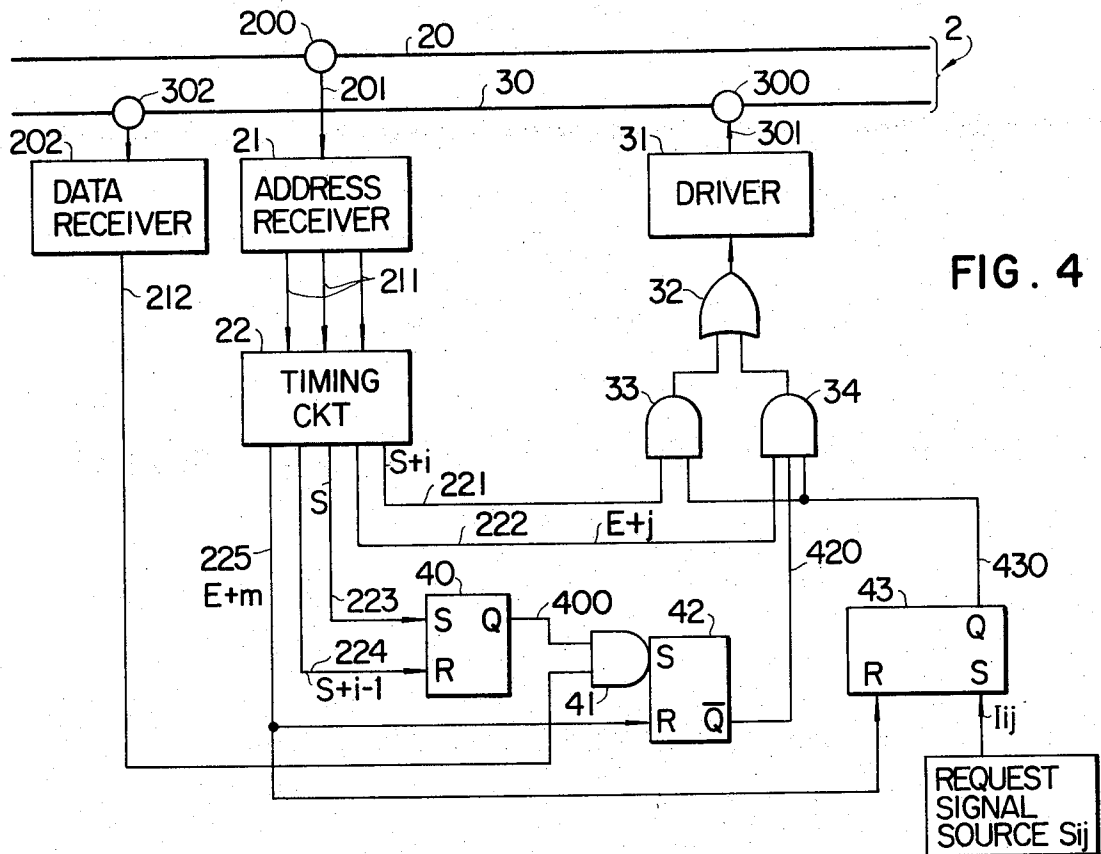 200
20
2
201
30
302
300
301
202
21
31
DATA
RECEIVER
ADDRESS
RECEIVER
DRIVER
FIG. 4
212
211
32
22
TIMING
CKT
33
34
S+i
221
S
222
E+j
225
E+m
223
40
400
420
430
S
Q
42
43
224
R
S
Q
S+i-1
41
R
S
R
Q̅
Iij
REQUEST
SIGNAL
SOURCE Sij